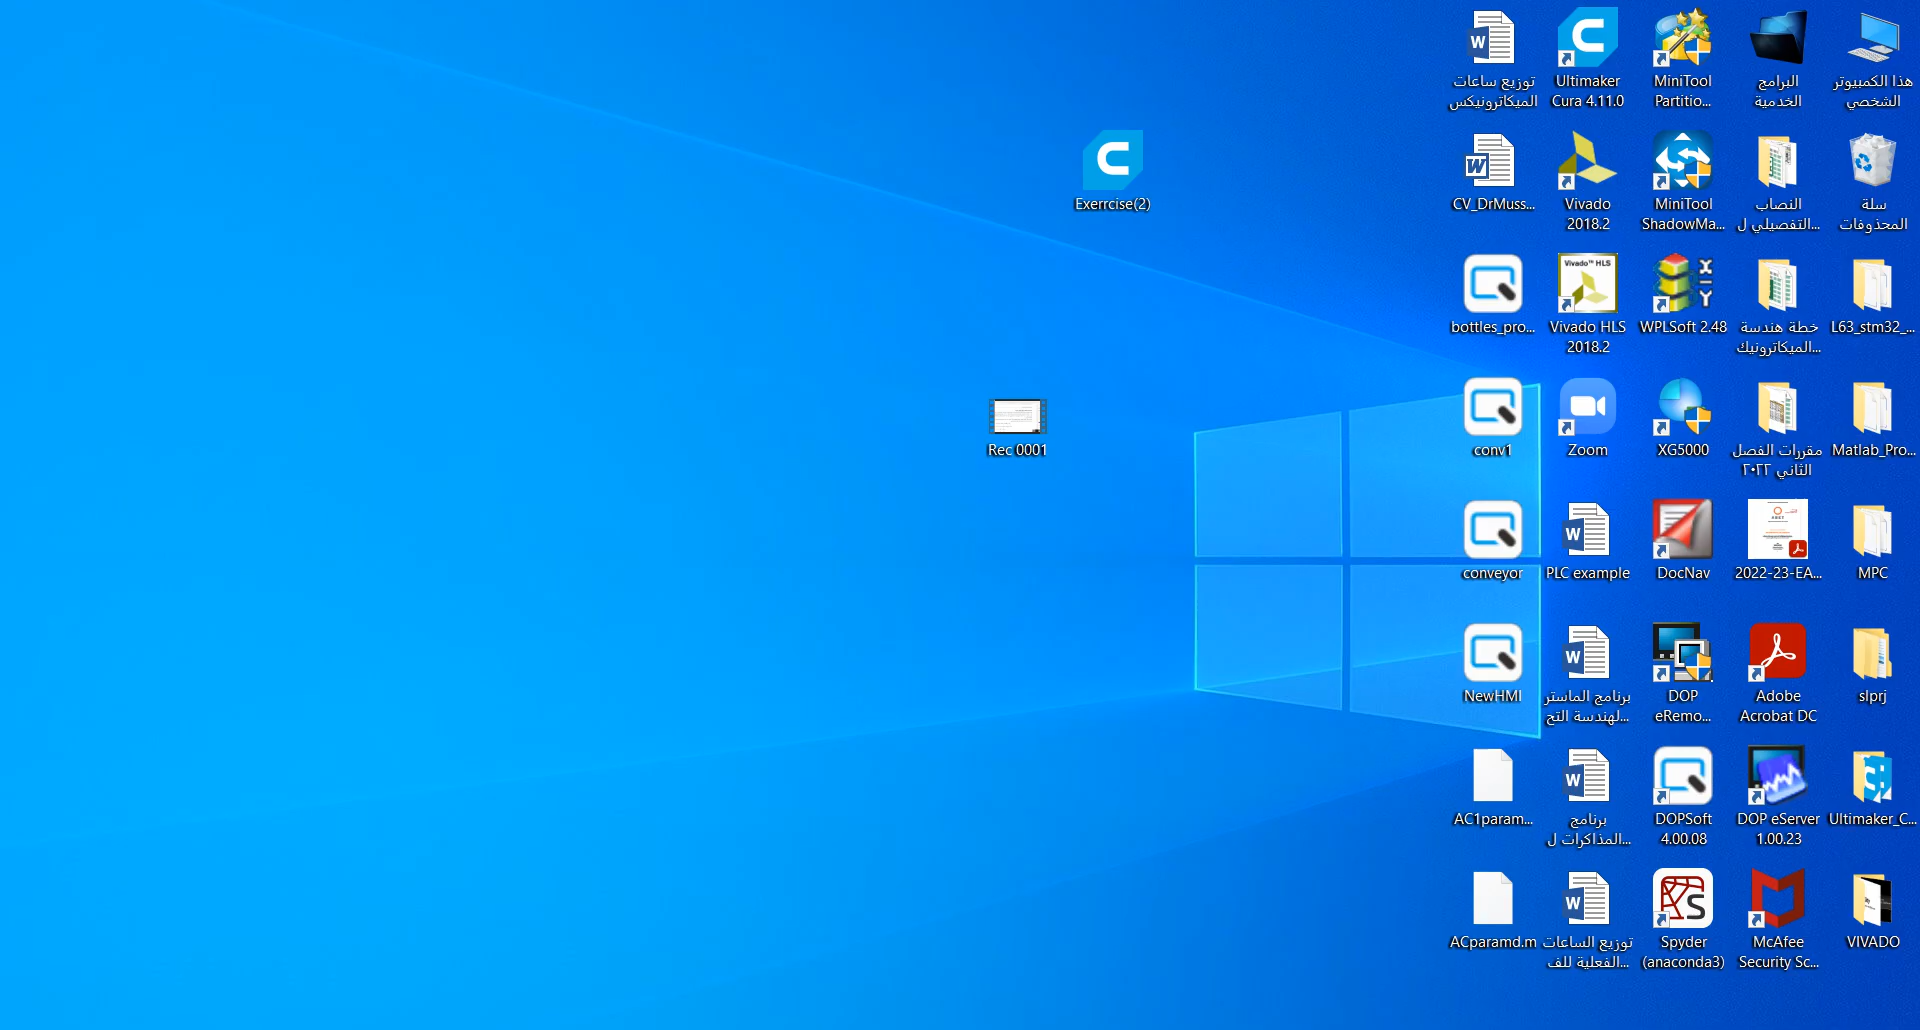 توزيع ساعات
الميكاترونيكس
Ultimaker
Cura 4.11.0
MiniTool
Partitio...
البرامج
الخدمية
هذا الكمبيوتر
الشخصي
Exerrcise(2)
CV_DrMuss...
Vivado
2018.2
MiniTool
ShadowMa...
النصاب
التفصيلي ل...
سلة
المحذوفات
bottles_pro...
Vivado™ HLS
Vivado HLS
2018.2
X
Y
WPLSoft 2.48
خطة هندسة
الميكاترونيك...
L63_stm32_...
Rec 0001
conv1
Zoom
XG5000
مقررات الفصل
الثاني ٢٠٢٢
Matlab_Pro...
conveyor
PLC example
DocNav
2022-23-EA...
MPC
NewHMI
برنامج الماستر
لهندسة التح...
DOP
eRemo...
Adobe
Acrobat DC
slprj
AC1param...
برنامج
المذاكرات ل...
DOPSoft
4.00.08
DOP eServer
1.00.23
Ultimaker_C...
ACparamd.m
توزيع الساعات
الفعلية للف...
Spyder
(anaconda3)
McAfee
Security Sc...
VIVADO